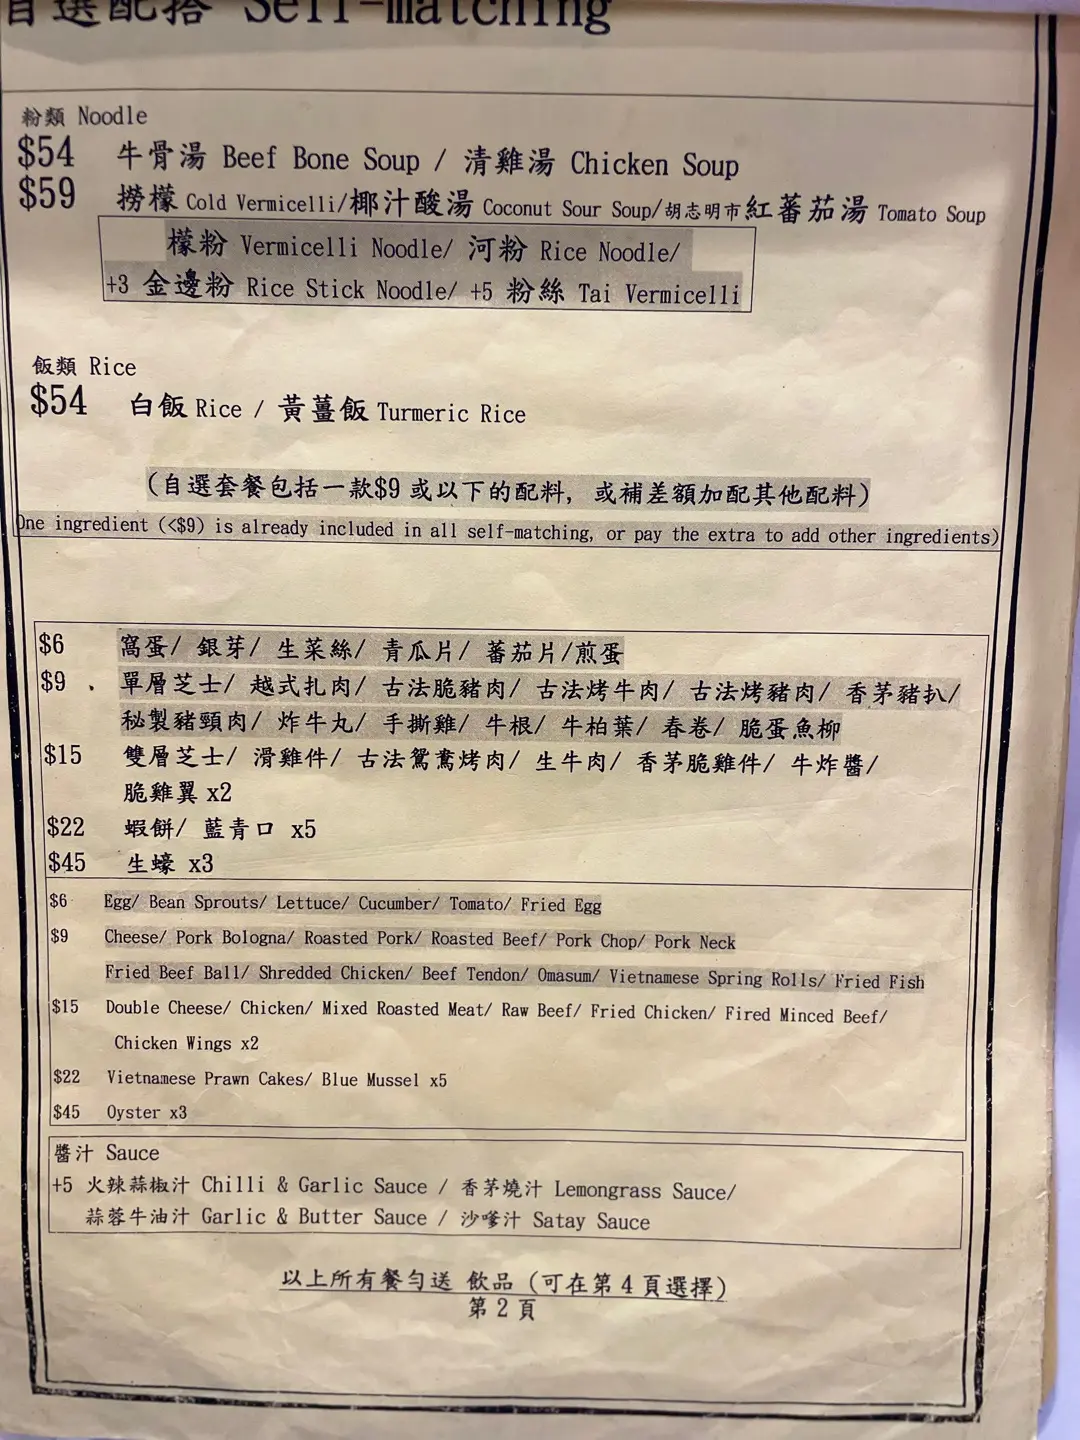 自選配搭 Self-matching
粉類 Noodle
$54 牛骨湯 Beef Bone Soup / 清雞湯 Chicken Soup
$59 撈檬 Cold Vermicelli/椰汁酸湯 Coconut Sour Soup/胡志明市紅蕃茄湯 Tomato Soup
檬粉 Vermicelli Noodle/ 河粉 Rice Noodle/
+3 金邊粉 Rice Stick Noodle/ +5 粉絲 Tai Vermicelli
飯類 Rice
$54 白飯 Rice / 黃薑飯 Turmeric Rice
(自選套餐包括一款$9 或以下的配料, 或補差額加配其他配料)
One ingredient (<$9) is already included in all self-matching, or pay the extra to add other ingredients)
$6 窩蛋/ 銀芽/ 生菜絲/ 青瓜片/ 蕃茄片/煎蛋
$9 單層芝士/ 越式扎肉/ 古法脆豬肉/ 古法烤牛肉/ 古法烤豬肉/ 香茅豬扒/
秘製豬頸肉/ 炸牛丸/ 手撕雞/ 牛根/ 牛柏葉/ 春卷/ 脆蛋魚柳
$15 雙層芝士/ 滑雞件/ 古法鴛鴦烤肉/ 生牛肉/ 香茅脆雞件/ 牛炸醬/
脆雞翼 x2
$22 蝦餅/ 藍青口 x5
$45 生蠔 x3
$6 Egg/ Bean Sprouts/ Lettuce/ Cucumber/ Tomato/ Fried Egg
$9 Cheese/ Pork Bologna/ Roasted Pork/ Roasted Beef/ Pork Chop/ Pork Neck
Fried Beef Ball/ Shredded Chicken/ Beef Tendon/ Omasum/ Vietnamese Spring Rolls/ Fried Fish
$15 Double Cheese/ Chicken/ Mixed Roasted Meat/ Raw Beef/ Fried Chicken/ Fired Minced Beef/
Chicken Wings x2
$22 Vietnamese Prawn Cakes/ Blue Mussel x5
$45 Oyster x3
醬汁 Sauce
+5 火辣蒜椒汁 Chilli & Garlic Sauce / 香茅燒汁 Lemongrass Sauce/
蒜蓉牛油汁 Garlic & Butter Sauce / 沙嗲汁 Satay Sauce
以上所有餐勻送 飲品 (可在第 4 頁選擇)
第 2 頁